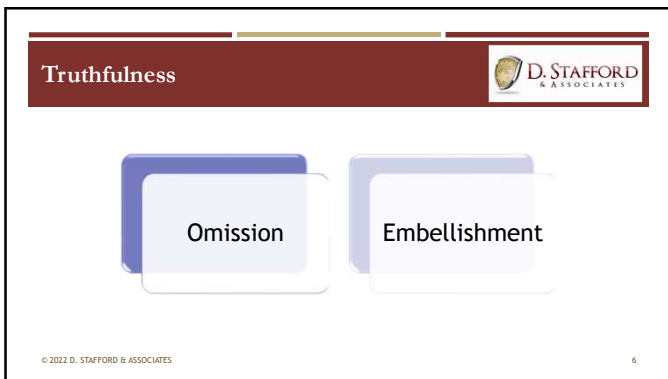 Truthfulness
D. STAFFORD
& ASSOCIATES
Omission
Embellishment
© 2022 D. STAFFORD & ASSOCIATES
6